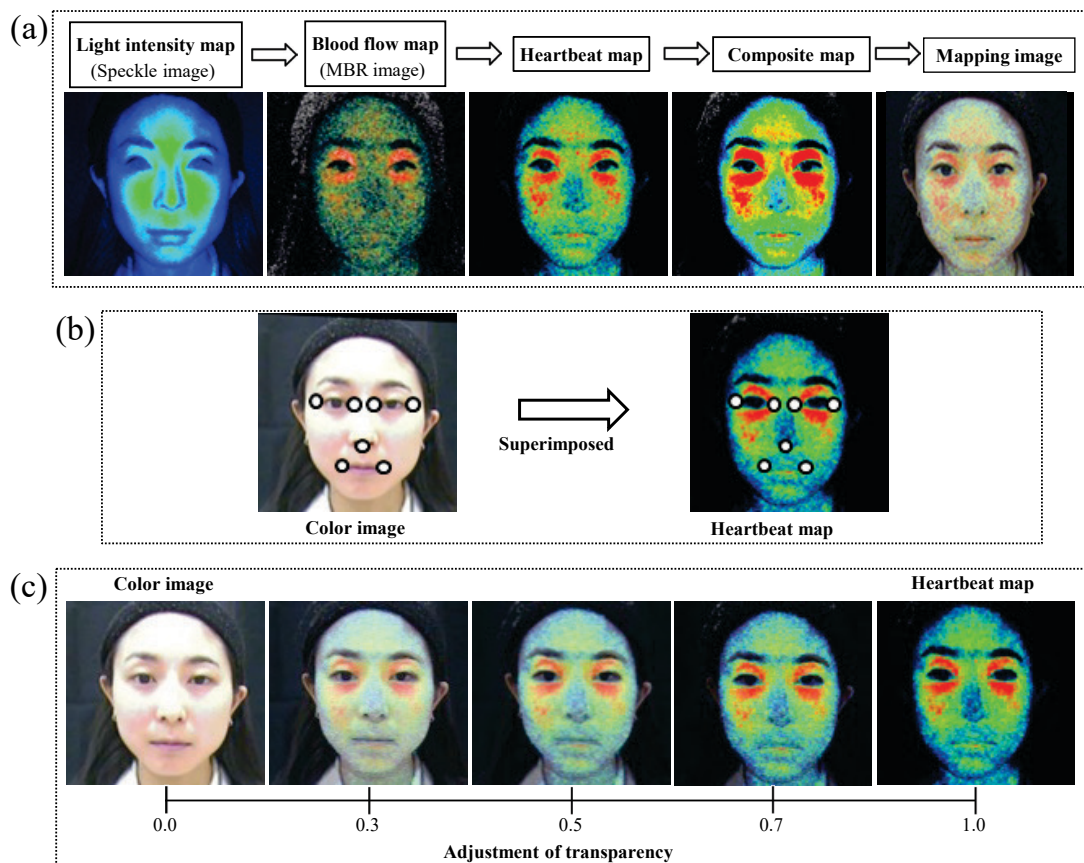 (a)
Light intensity map
(Speckle image)
Blood flow map
(MBR image)
Heartbeat map
Composite map
Mapping image
(b)
Superimposed
Color image
Heartbeat map
(c)
Color image
Heartbeat map
0.0
0.3
0.5
0.7
1.0
Adjustment of transparency